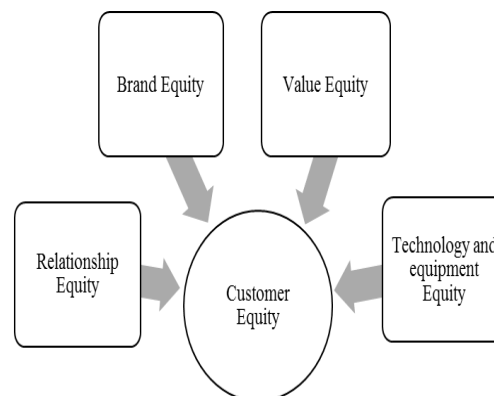 Brand Equity
Value Equity
Relationship
Equity
Technology and
equipment
Equity
Customer
Equity